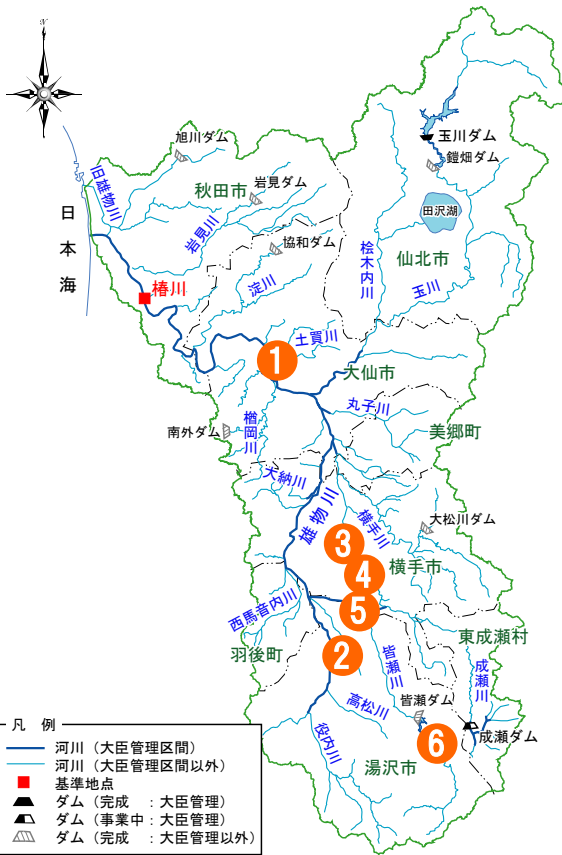 N
旭川ダム
玉川ダム
鎧畑ダム
旧雄物川
秋田市
岩見ダム
日本海
岩見川
協和ダム
田沢湖
桧木内川
仙北市
椿川
淀川
玉川
土買川
1
大仙市
丸子川
南外ダム
楢岡川
美郷町
大納川
雄物川
横手川
大松川ダム
3
4
横手市
5
西馬音内川
東成瀬村
羽後町
2
皆瀬川
成瀬川
皆瀬ダム
高松川
6
成瀬ダム
役内川
湯沢市
凡 例
河川（大臣管理区間）
河川（大臣管理区間以外）
基準地点
ダム（完成 ：大臣管理）
ダム（事業中：大臣管理）
ダム（完成 ：大臣管理以外）